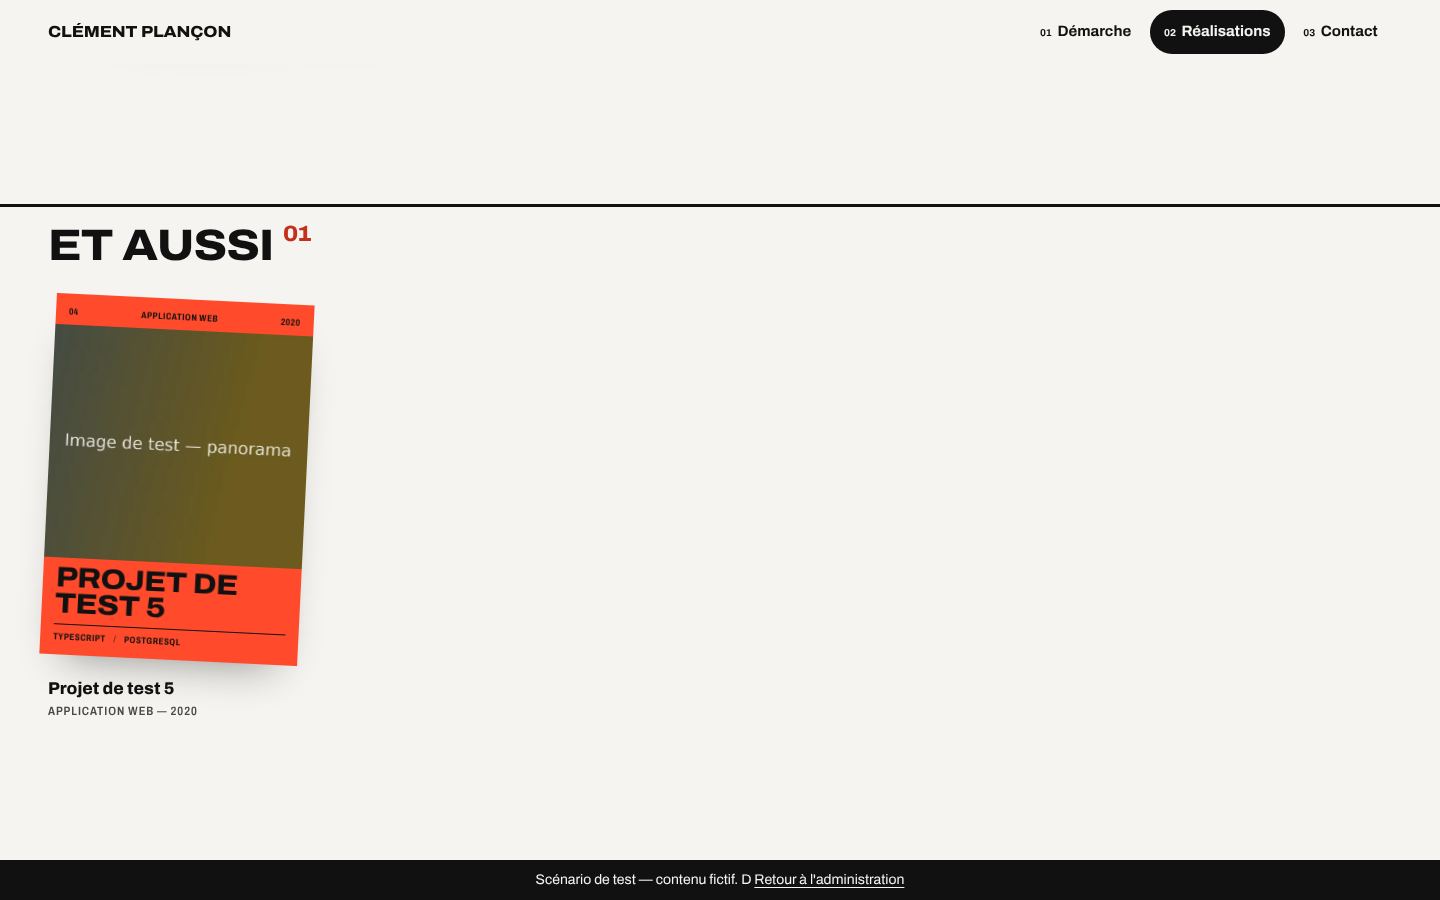 CLÉMENT PLANÇON
01 Démarche
02 Réalisations
03 Contact
ET AUSSI 01
04 APPLICATION WEB 2020
Image de test — panorama
PROJET DE
TEST 5
TYPESCRIPT / POSTGRESQL
Projet de test 5
APPLICATION WEB — 2020
Scénario de test — contenu fictif. D Retour à l'administration